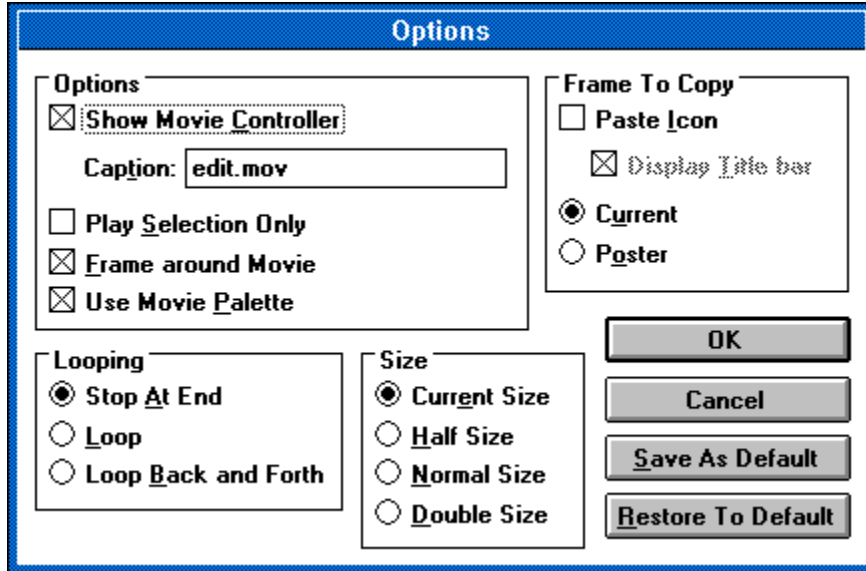 Options
Options
Show Movie Controller
Caption: edit.mov
Play Selection Only
Frame around Movie
Use Movie Palette
Frame To Copy
Paste Icon
Display Title bar
Current
Poster
Looping
Stop At End
Loop
Loop Back and Forth
Size
Current Size
Half Size
Normal Size
Double Size
OK
Cancel
Save As Default
Restore To Default